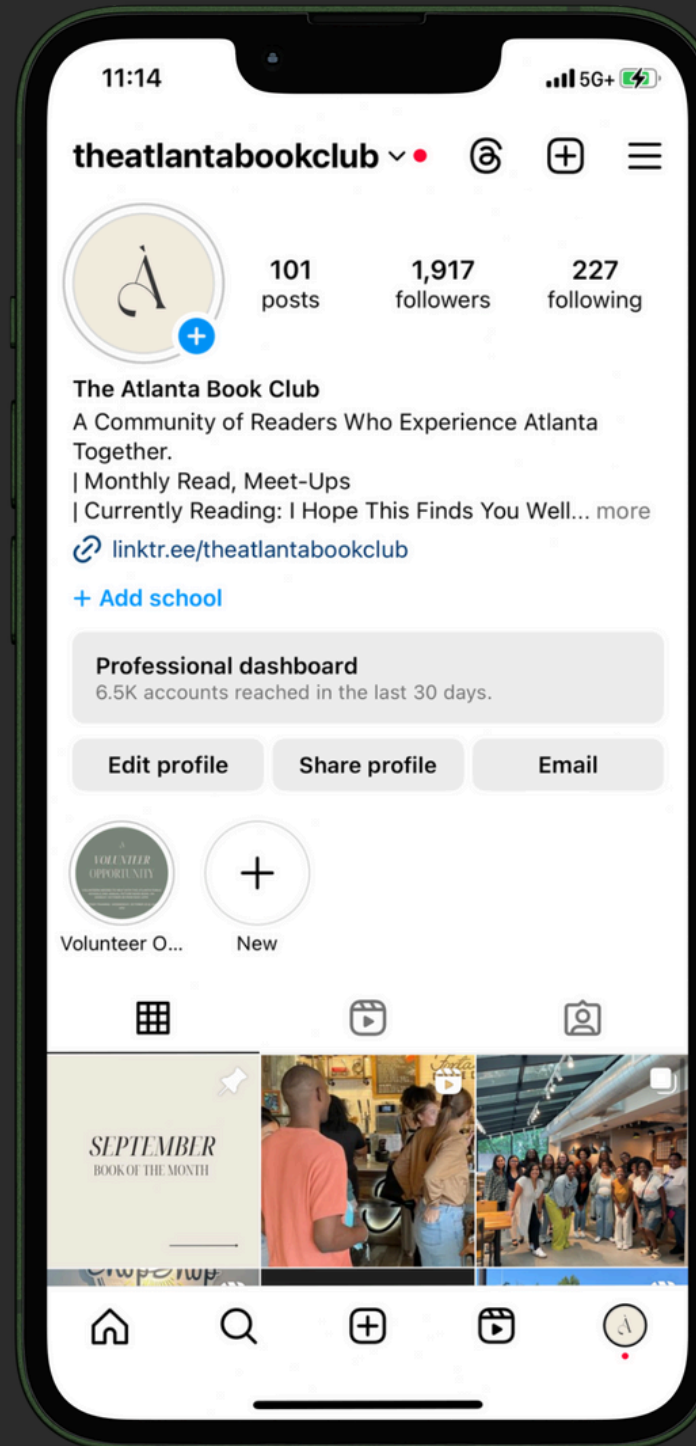 11:14
5G+
theatlantabookclub
101
posts
1,917
followers
227
following
The Atlanta Book Club
A Community of Readers Who Experience Atlanta
Together.
| Monthly Read, Meet-Ups
| Currently Reading: I Hope This Finds You Well... more
linktr.ee/theatlantabookclub
+ Add school
Professional dashboard
6.5K accounts reached in the last 30 days.
Edit profile
Share profile
Email
VOLUNTEER
OPPORTUNITY
Volunteer O...
New
SEPTEMBER
BOOK OF THE MONTH